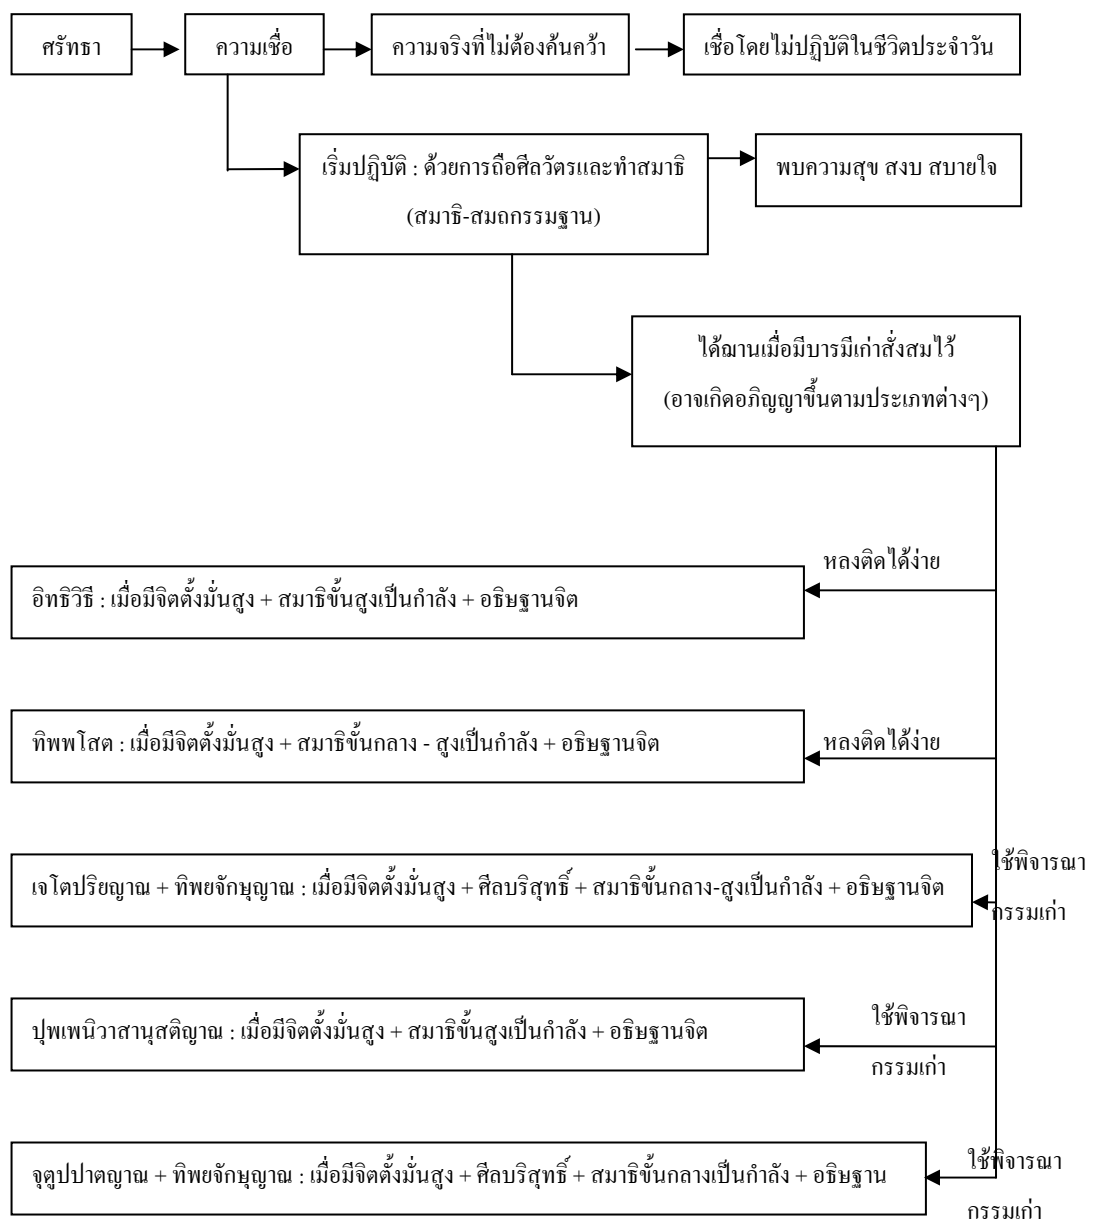 ศรัทธา
ความเชื่อ
ความจริงที่ไม่ต้องค้นคว้า
เชื่อโดยไม่ปฏิบัติในชีวิตประจำวัน
เริ่มปฏิบัติ : ด้วยการถือศีลวัตรและทำสมาธิ
(สมาธิ-สมถกรรมฐาน)
พบความสุข สงบ สบายใจ
ได้ฌานเมื่อมีบารมีเก่าสั่งสมไว้
(อาจเกิดอภิญญาขึ้นตามประเภทต่างๆ)
หลงติดได้ง่าย
อิทธิวิธี : เมื่อมีจิตตั้งมั่นสูง + สมาธิขั้นสูงเป็นกำลัง + อธิษฐานจิต
หลงติดได้ง่าย
ทิพพโสต : เมื่อมีจิตตั้งมั่นสูง + สมาธิขั้นกลาง - สูงเป็นกำลัง + อธิษฐานจิต
ใช้พิจารณา
กรรมเก่า
เจโตปริยญาณ + ทิพยจักษุญาณ : เมื่อมีจิตตั้งมั่นสูง + ศีลบริสุทธิ์ + สมาธิขั้นกลาง-สูงเป็นกำลัง + อธิษฐานจิต
ใช้พิจารณา
กรรมเก่า
ปุพเพนิวาสานุสติญาณ : เมื่อมีจิตตั้งมั่นสูง + สมาธิขั้นสูงเป็นกำลัง + อธิษฐานจิต
ใช้พิจารณา
กรรมเก่า
จุตูปปาตญาณ + ทิพยจักษุญาณ : เมื่อมีจิตตั้งมั่นสูง + ศีลบริสุทธิ์ + สมาธิขั้นกลางเป็นกำลัง + อธิษฐาน